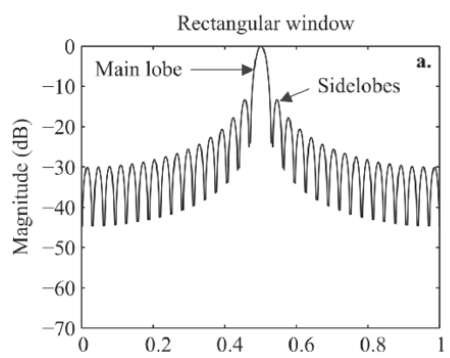 Rectangular window
a.
Main lobe
Sidelobes
Magnitude (dB)
0
−10
−20
−30
−40
−50
−60
−70
0 0.2 0.4 0.6 0.8 1